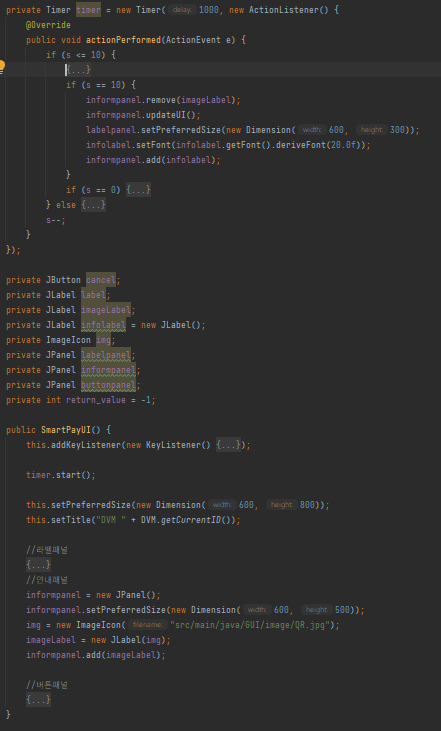 private Timer timer = new Timer( delay: 1000, new ActionListener() {
@Override
public void actionPerformed(ActionEvent e) {
if (s <= 10) {
{...}
if (s == 10) {
informpanel.remove(imageLabel);
informpanel.updateUI();
labelpanel.setPreferredSize(new Dimension( width: 600, height: 300));
infolabel.setFont(infolabel.getFont().deriveFont(20.0f));
informpanel.add(infolabel);
}
if (s == 0) {...}
} else {...}
s--;
}
});
private JButton cancel;
private JLabel label;
private JLabel imageLabel;
private JLabel infolabel = new JLabel();
private ImageIcon img;
private JPanel labelpanel;
private JPanel informpanel;
private JPanel buttonpanel;
private int return_value = -1;
public SmartPayUI() {
this.addKeyListener(new KeyListener() {...});
timer.start();
this.setPreferredSize(new Dimension( width: 600, height: 800));
this.setTitle("DVM " + DVM.getCurrentID());
//라벨패널
{...}
//안내패널
informpanel = new JPanel();
informpanel.setPreferredSize(new Dimension( width: 600, height: 500));
img = new ImageIcon( filename: "src/main/java/GUI/image/QR.jpg");
imageLabel = new JLabel(img);
informpanel.add(imageLabel);
//버튼패널
{...}
}